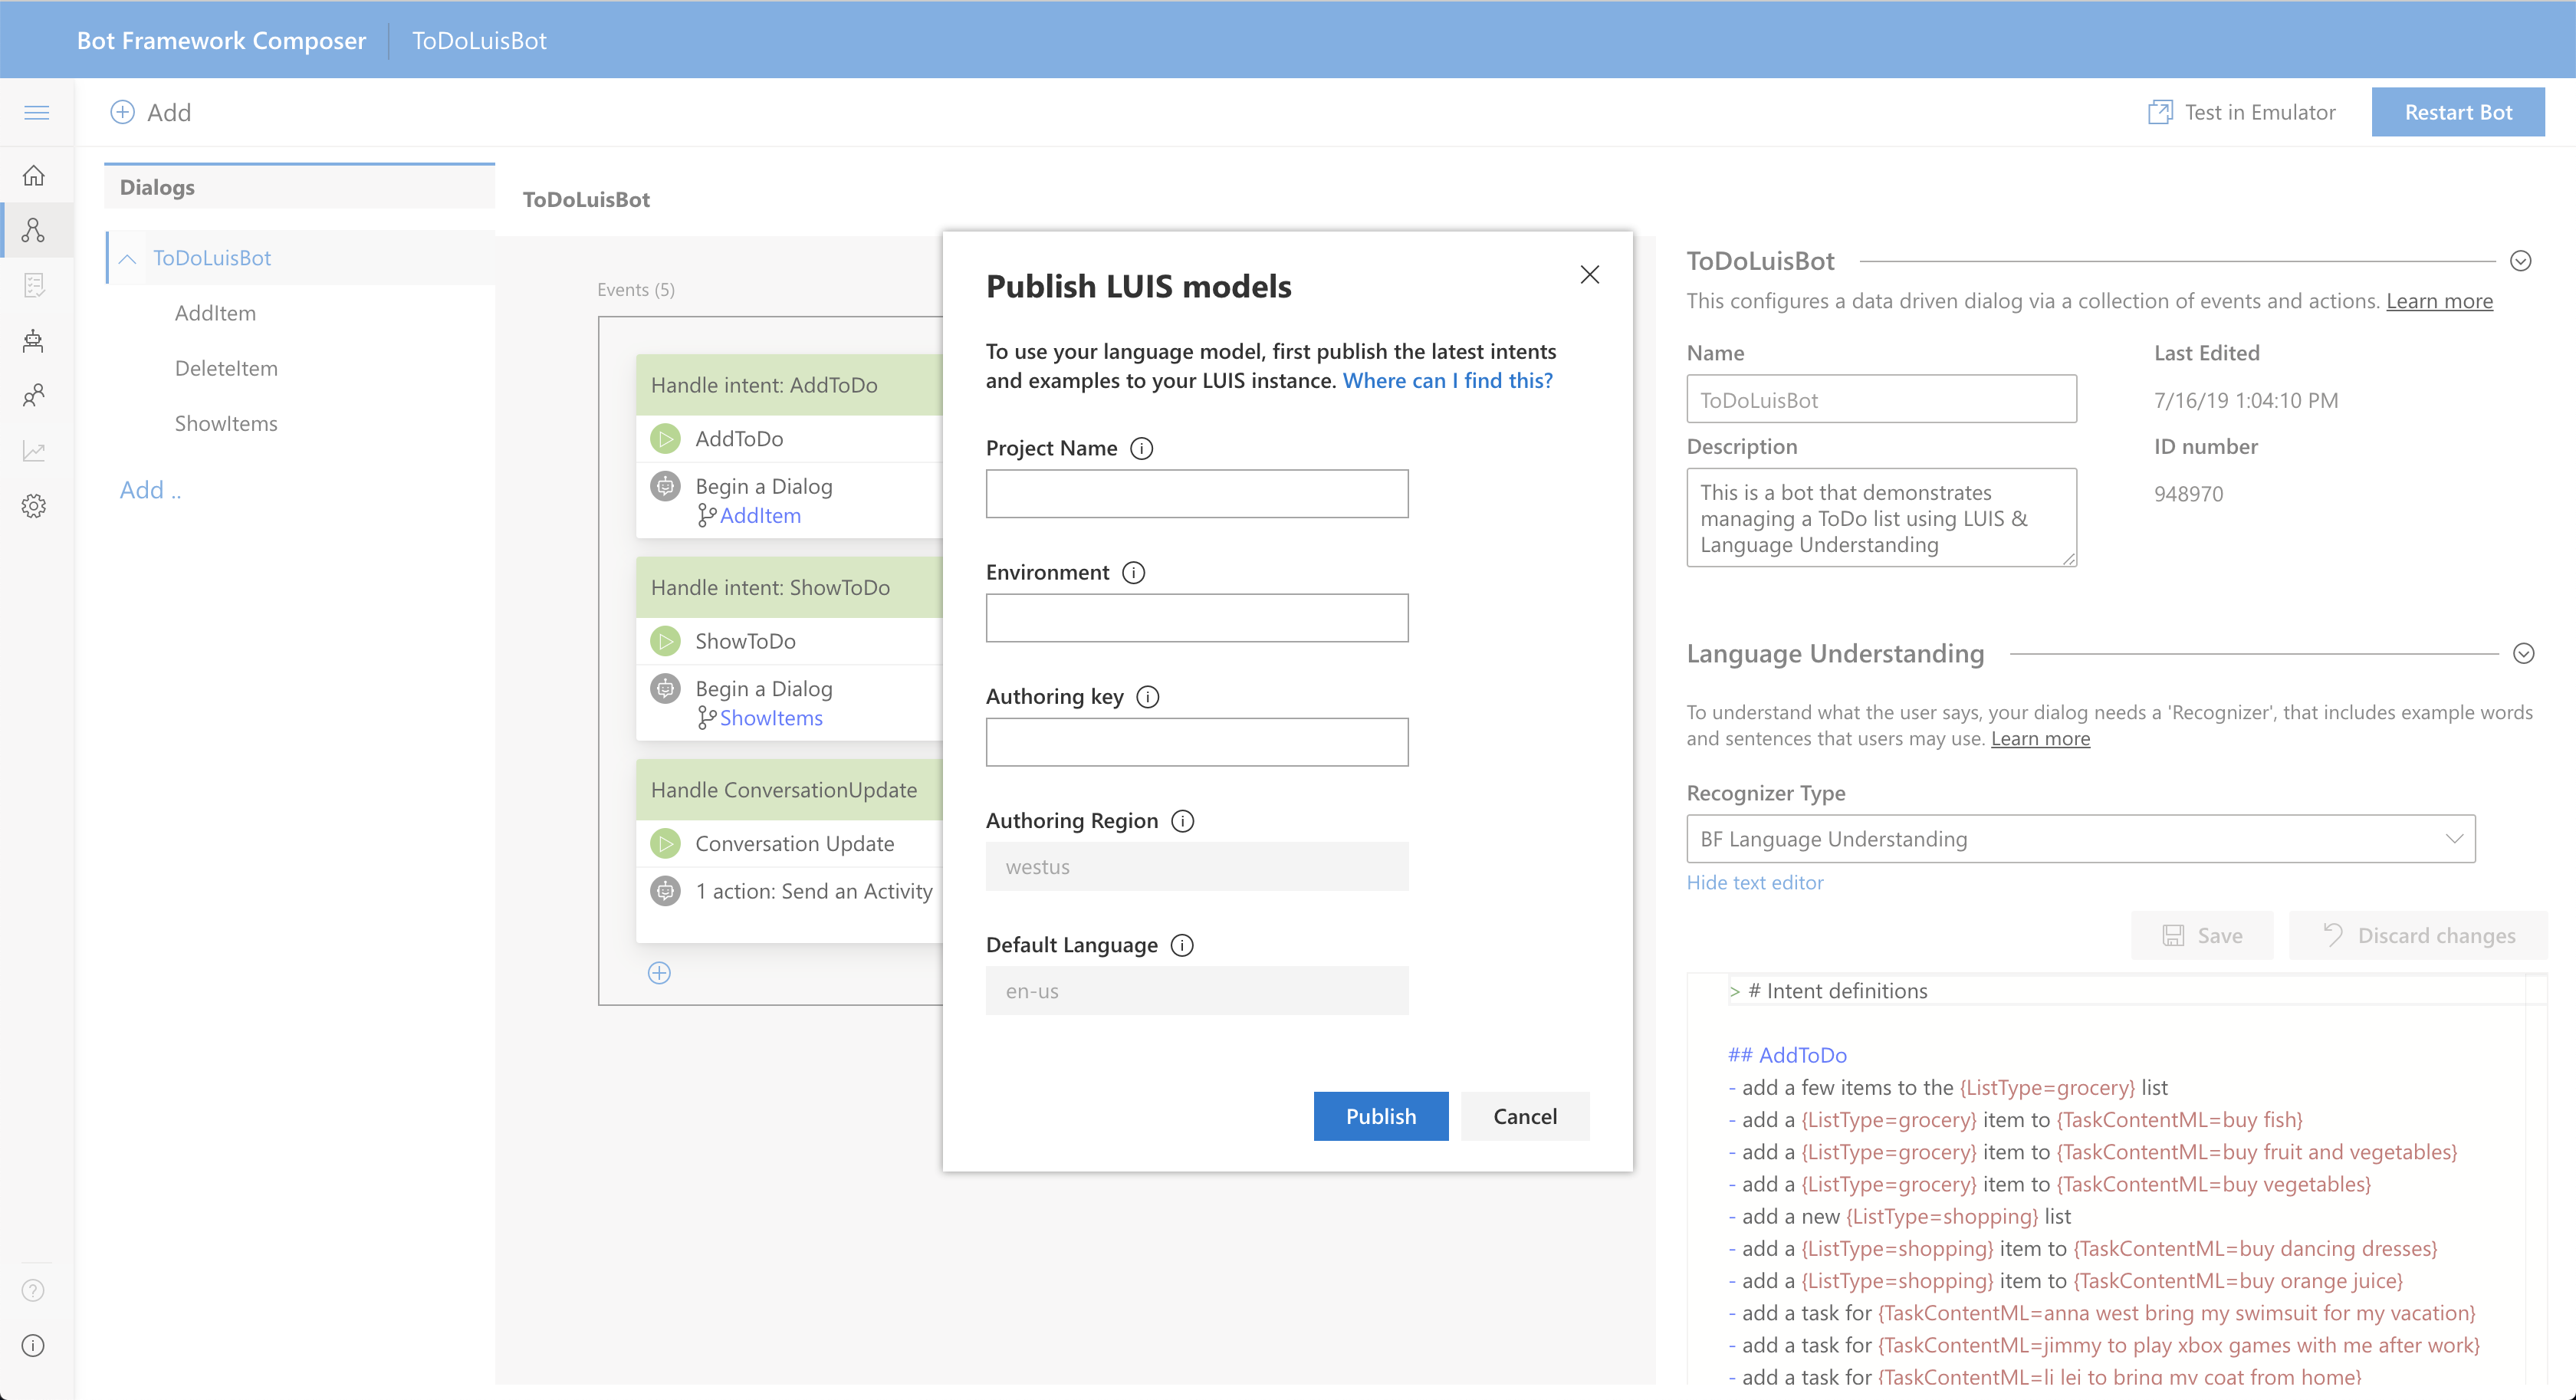 Bot Framework Composer
ToDoLuisBot
Add
Test in Emulator
Restart Bot
Dialogs
ToDoLuisBot
AddItem
DeleteItem
ShowItems
Add ..
ToDoLuisBot
Events (5)
Handle intent: AddToDo
AddToDo
Begin a Dialog
AddItem
Handle intent: ShowToDo
ShowToDo
Begin a Dialog
ShowItems
Handle ConversationUpdate
Conversation Update
1 action: Send an Activity
Publish LUIS models
To use your language model, first publish the latest intents
and examples to your LUIS instance. Where can I find this?
Project Name
Environment
Authoring key
Authoring Region
westus
Default Language
en-us
Publish
Cancel
ToDoLuisBot
This configures a data driven dialog via a collection of events and actions. Learn more
Name
ToDoLuisBot
Last Edited
7/16/19 1:04:10 PM
Description
This is a bot that demonstrates
managing a ToDo list using LUIS &
Language Understanding
ID number
948970
Language Understanding
To understand what the user says, your dialog needs a 'Recognizer', that includes example words
and sentences that users may use. Learn more
Recognizer Type
BF Language Understanding
Hide text editor
Save
Discard changes
> # Intent definitions
## AddToDo
- add a few items to the {ListType=grocery} list
- add a {ListType=grocery} item to {TaskContentML=buy fish}
- add a {ListType=grocery} item to {TaskContentML=buy fruit and vegetables}
- add a {ListType=grocery} item to {TaskContentML=buy vegetables}
- add a new {ListType=shopping} list
- add a {ListType=shopping} item to {TaskContentML=buy dancing dresses}
- add a {ListType=shopping} item to {TaskContentML=buy orange juice}
- add a task for {TaskContentML=anna west bring my swimsuit for my vacation}
- add a task for {TaskContentML=jimmy to play xbox games with me after work}
- add a task for {TaskContentML=li lei to bring my coat from home}